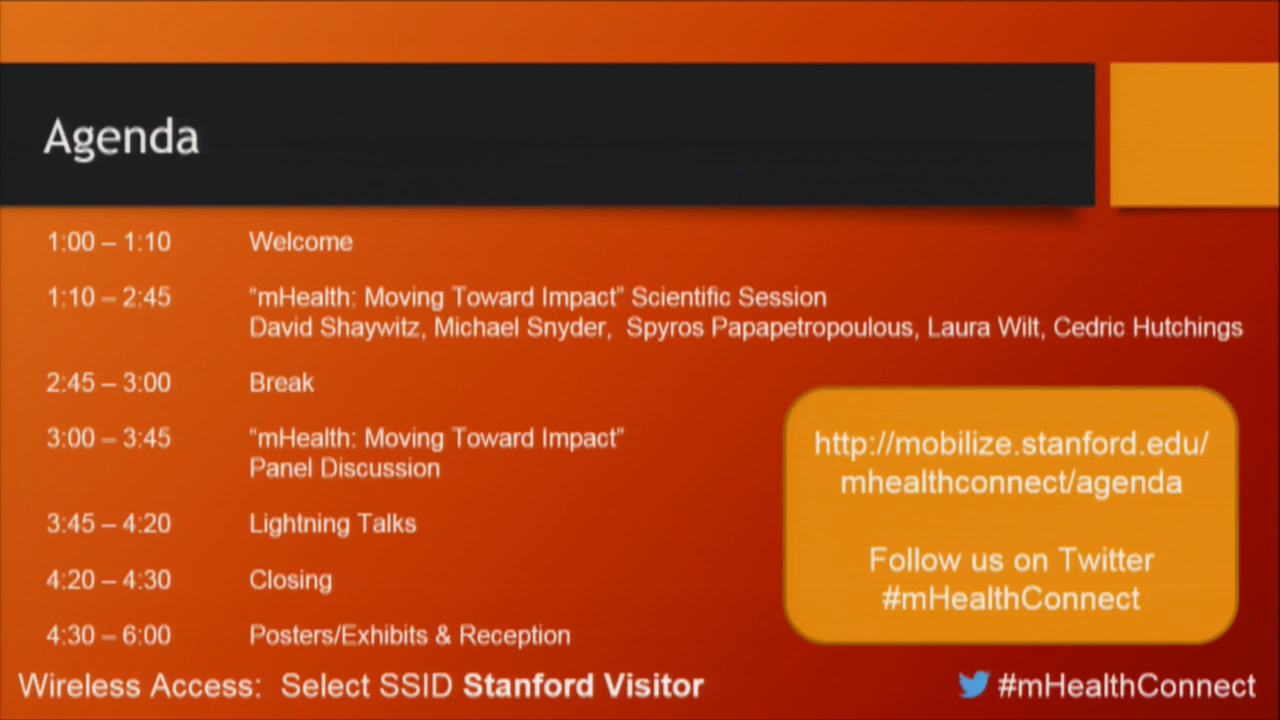 Agenda
1:00 – 1:10 Welcome
1:10 – 2:45 “mHealth: Moving Toward Impact” Scientific Session
David Shaywitz, Michael Snyder, Spyros Papapetropoulous, Laura Wilt, Cedric Hutchings
2:45 – 3:00 Break
3:00 – 3:45 “mHealth: Moving Toward Impact”
Panel Discussion
3:45 – 4:20 Lightning Talks
4:20 – 4:30 Closing
4:30 – 6:00 Posters/Exhibits & Reception
http://mobilize.stanford.edu/
mhealthconnect/agenda
Follow us on Twitter
#mHealthConnect
Wireless Access: Select SSID Stanford Visitor
#mHealthConnect